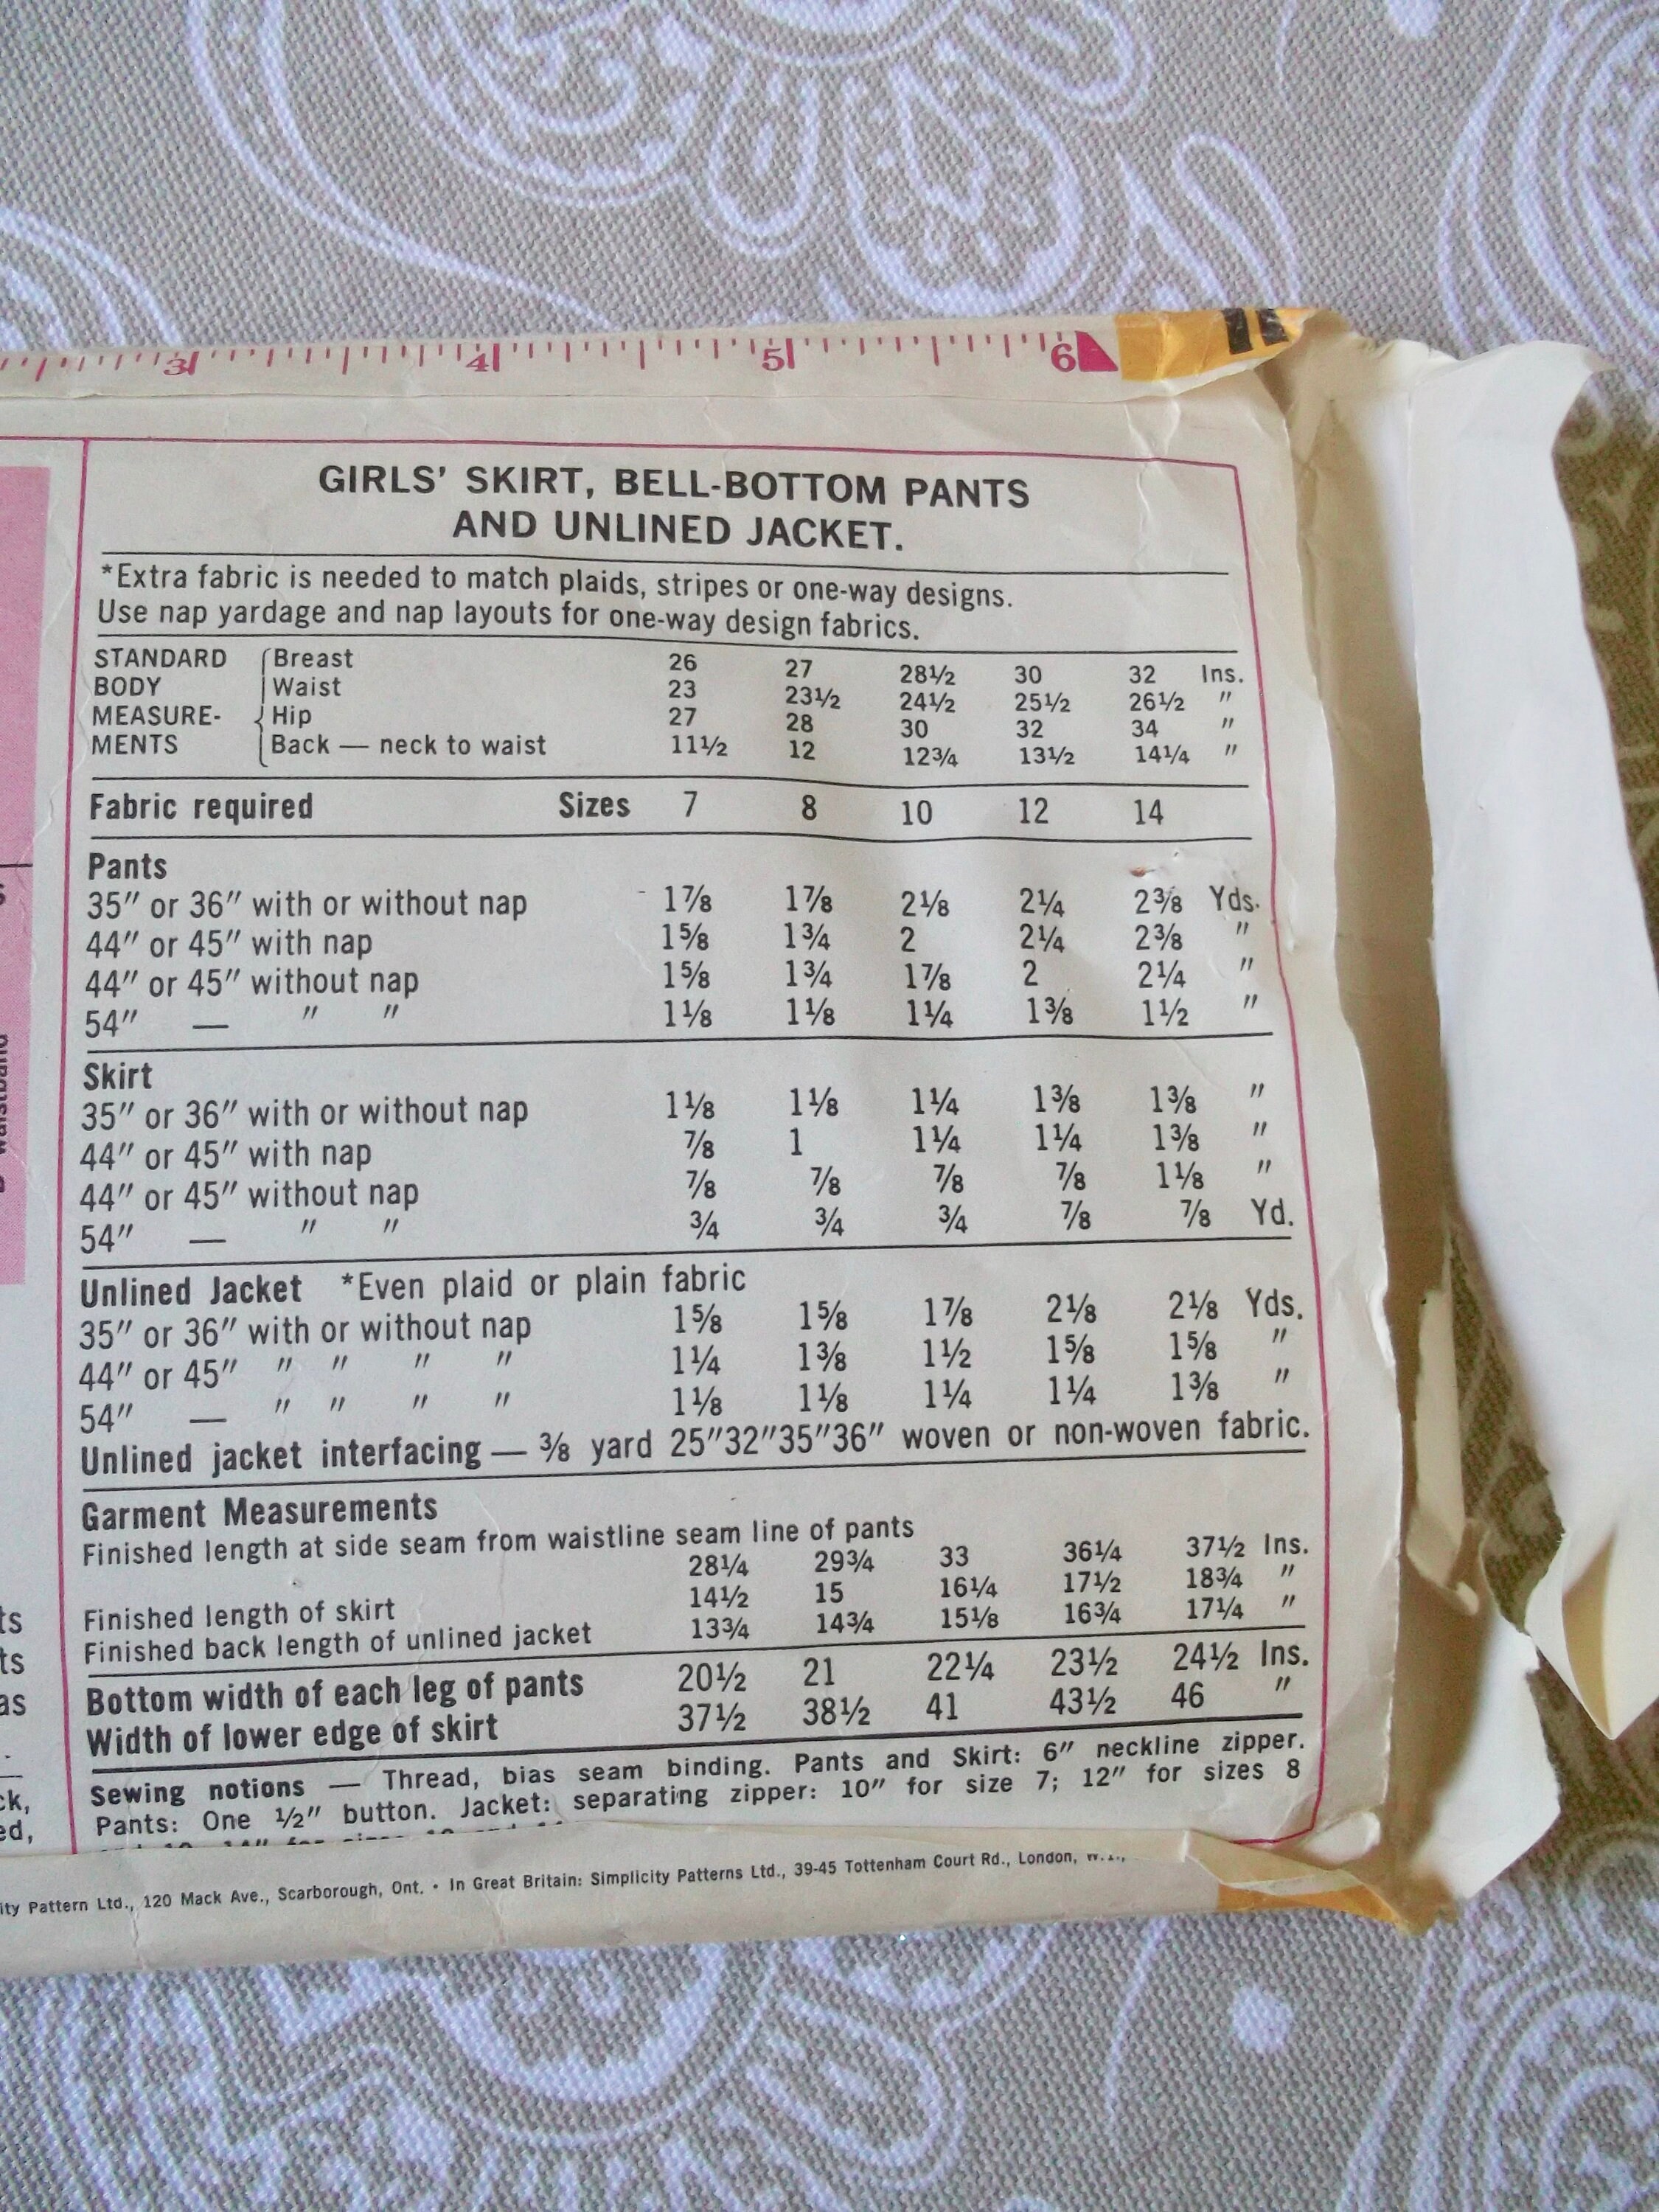 3 4 5 6
GIRLS' SKIRT, BELL-BOTTOM PANTS
AND UNLINED JACKET.
*Extra fabric is needed to match plaids, stripes or one-way designs.
Use nap yardage and nap layouts for one-way design fabrics.
STANDARD Breast 26 27 28½ 30 32 Ins.
BODY Waist 23 23½ 24½ 25½ 26½ "
MEASURE- Hip 27 28 30 32 34 "
MENTS Back — neck to waist 11½ 12 12¾ 13½ 14¼ "
Fabric required Sizes 7 8 10 12 14
Pants
35" or 36" with or without nap 1⅞ 1⅞ 2⅛ 2¼ 2⅜ Yds.
44" or 45" with nap 1⅝ 1¾ 2 2¼ 2⅜ "
44" or 45" without nap 1⅝ 1¾ 1⅞ 2 2¼ "
54" — " " 1⅛ 1⅛ 1¼ 1⅜ 1½ "
Skirt
35" or 36" with or without nap 1⅛ 1⅛ 1¼ 1⅜ 1⅜ "
44" or 45" with nap ⅞ 1 1¼ 1¼ 1⅜ "
44" or 45" without nap ⅞ ⅞ ⅞ ⅞ 1⅛ "
54" — " " ¾ ¾ ¾ ⅞ ⅞ Yd.
Unlined Jacket *Even plaid or plain fabric
35" or 36" with or without nap 1⅝ 1⅝ 1⅞ 2⅛ 2⅛ Yds.
44" or 45" " " " " 1¼ 1⅜ 1½ 1⅝ 1⅝ "
54" — " " " " 1⅛ 1⅛ 1¼ 1¼ 1⅜ "
Unlined jacket interfacing — ⅜ yard 25"32"35"36" woven or non-woven fabric.
Garment Measurements
Finished length at side seam from waistline seam line of pants
28¼ 29¾ 33 36¼ 37½ Ins.
Finished length of skirt 14½ 15 16¼ 17½ 18¾ "
Finished back length of unlined jacket 13¾ 14¾ 15⅛ 16¾ 17¼ "
Bottom width of each leg of pants 20½ 21 22¼ 23½ 24½ Ins.
Width of lower edge of skirt 37½ 38½ 41 43½ 46 "
Sewing notions — Thread, bias seam binding. Pants and Skirt: 6" neckline zipper.
Pants: One ½" button. Jacket: separating zipper: 10" for size 7; 12" for sizes 8
ity Pattern Ltd., 120 Mack Ave., Scarborough, Ont. • In Great Britain: Simplicity Patterns Ltd., 39-45 Tottenham Court Rd., London,